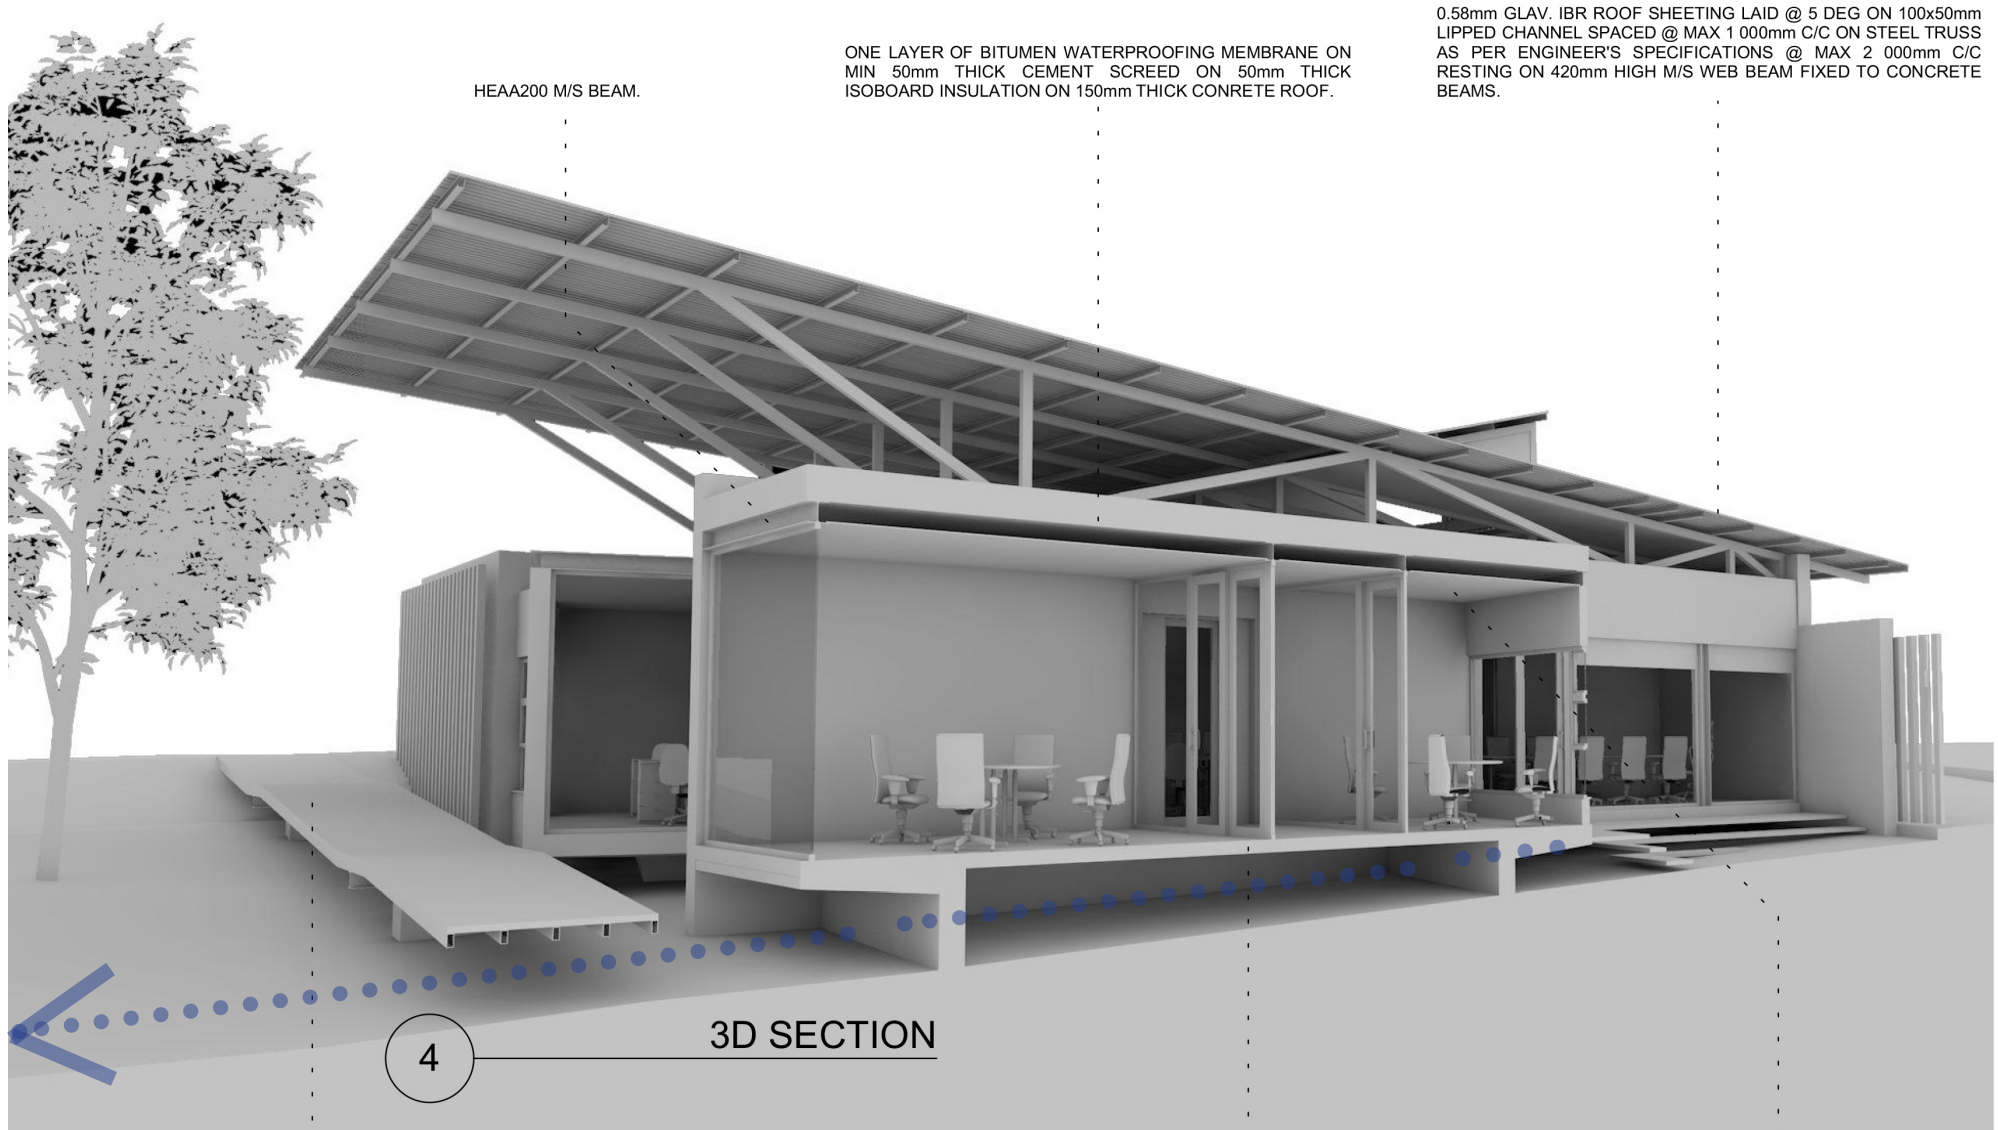 HEAA200 M/S BEAM.
ONE LAYER OF BITUMEN WATERPROOFING MEMBRANE ON
MIN 50mm THICK CEMENT SCREED ON 50mm THICK
ISOBOARD INSULATION ON 150mm THICK CONRETE ROOF.
0.58mm GLAV. IBR ROOF SHEETING LAID @ 5 DEG ON 100x50mm
LIPPED CHANNEL SPACED @ MAX 1 000mm C/C ON STEEL TRUSS
AS PER ENGINEER'S SPECIFICATIONS @ MAX 2 000mm C/C
RESTING ON 420mm HIGH M/S WEB BEAM FIXED TO CONCRETE
BEAMS.
4
3D SECTION